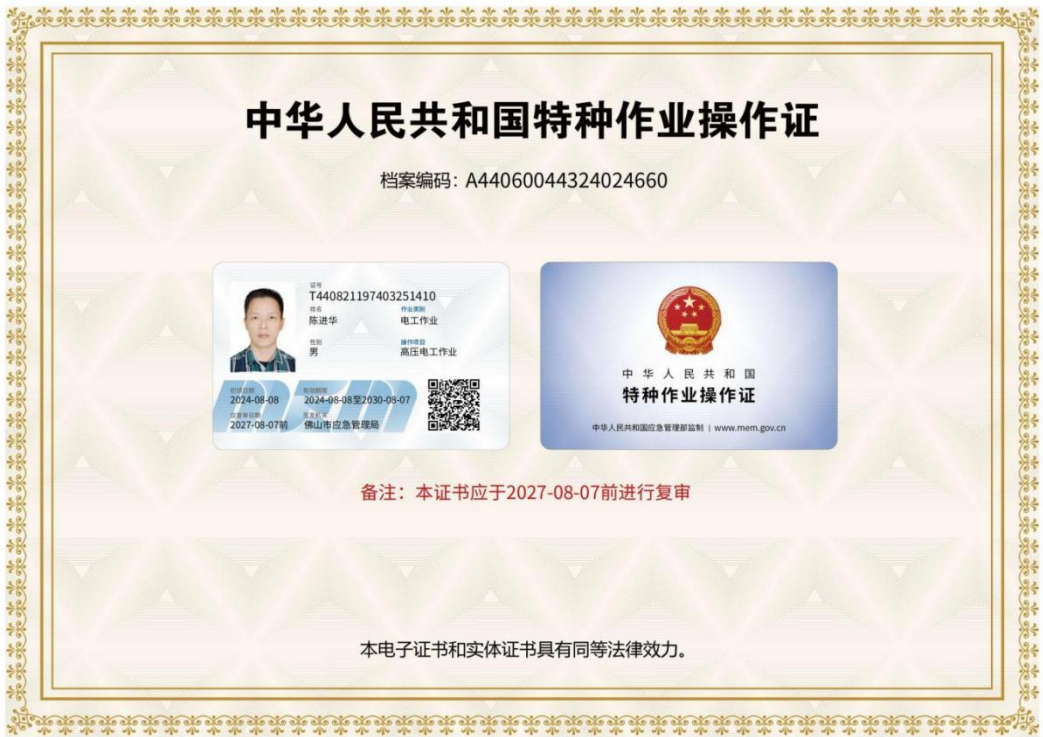 中华人民共和国特种作业操作证
档案编码：A44060044324024660
证号
T440821197403251410
姓名 作业类别
陈进华 电工作业
性别 操作项目
男 高压电工作业
初领日期 有效期限
2024-08-08 2024-08-08至2030-08-07
应复审日期 签发机关
2027-08-07前 佛山市应急管理局
中华人民共和国
特种作业操作证
中华人民共和国应急管理部监制 | www.mem.gov.cn
备注：本证书应于2027-08-07前进行复审
本电子证书和实体证书具有同等法律效力。